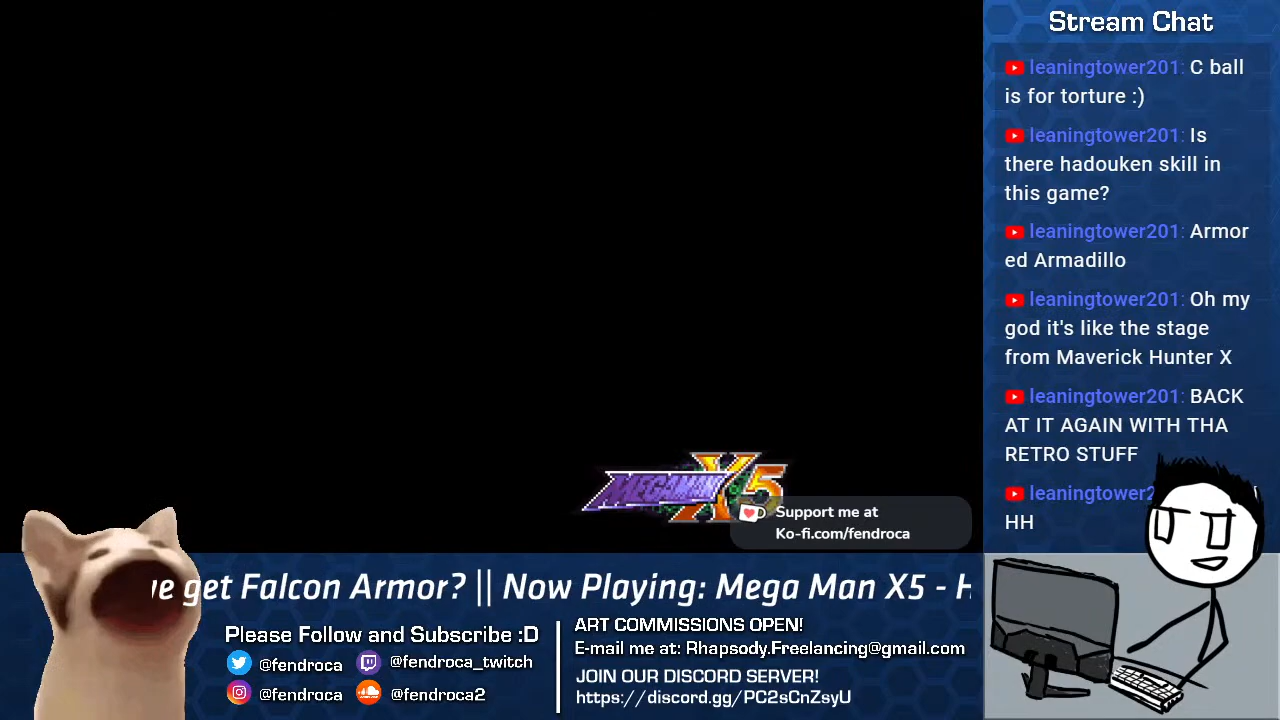 Stream Chat
leaningtower201: C ball
is for torture :)
leaningtower201: Is
there hadouken skill in
this game?
leaningtower201: Armor
ed Armadillo
leaningtower201: Oh my
god it's like the stage
from Maverick Hunter X
leaningtower201: BACK
AT IT AGAIN WITH THA
RETRO STUFF
leaningtower2
HH
MEGAMAN X5
Support me at
Ko-fi.com/fendroca
get Falcon Armor? || Now Playing: Mega Man X5 -
Please Follow and Subscribe :D
@fendroca
@fendroca_twitch
@fendroca
@fendroca2
ART COMMISSIONS OPEN!
E-mail me at: Rhapsody.Freelancing@gmail.com
JOIN OUR DISCORD SERVER!
https://discord.gg/PC2sCnZsyU